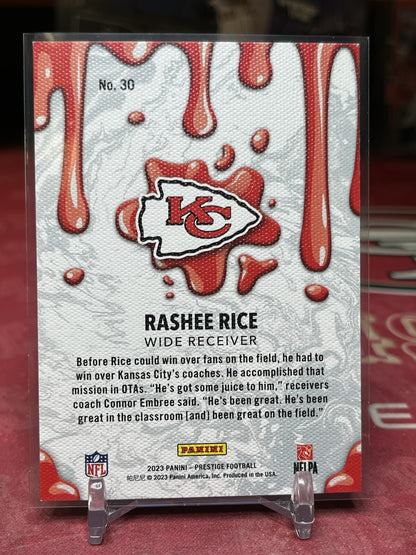 No. 30
KC
RASHEE RICE
WIDE RECEIVER
Before Rice could win over fans on the field, he had to
win over Kansas City's coaches. He accomplished that
mission in OTAs. “He's got some juice to him,” receivers
coach Connor Embree said. “He's been great. He's been
great in the classroom [and] been great on the field.”
PANINI
NFL
2023 PANINI – PRESTIGE FOOTBALL
帕尼尼 © 2023 Panini America, Inc. Produced in the USA.
NFLPA